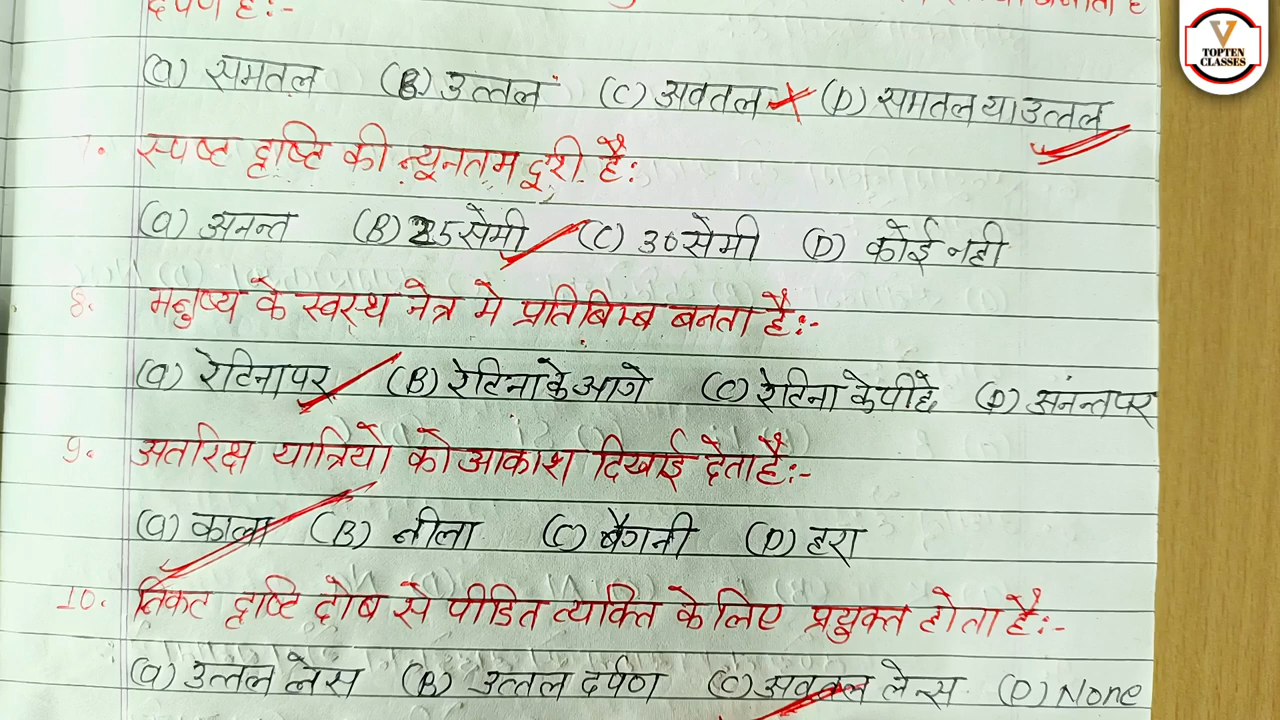 दर्पण है:-
V
TOPTEN
CLASSES
(a) समतल (B) उत्तल (C) अवतल (D) समतल या उत्तल
7. स्पष्ट दृष्टि की न्यूनतम दूरी है:
(a) अनन्त (B) 25 सेमी (C) 30 सेमी (D) कोई नही
8. मनुष्य के स्वस्थ नेत्र मे प्रतिबिम्ब बनता है:-
(a) रेटिना पर (B) रेटिना के आगे (C) रेटिना के पीछे (D) अनन्त पर
9. अतरिक्ष यात्रियो को आकाश दिखाई देता है:-
(a) काला (B) नीला (C) बैगनी (D) हरा
10. निकट दृष्टि दोष से पीडित व्यक्ति के लिए प्रयुक्त होता है:-
(a) उत्तल लेंस (B) उत्तल दर्पण (C) अवतल लेन्स (D) None